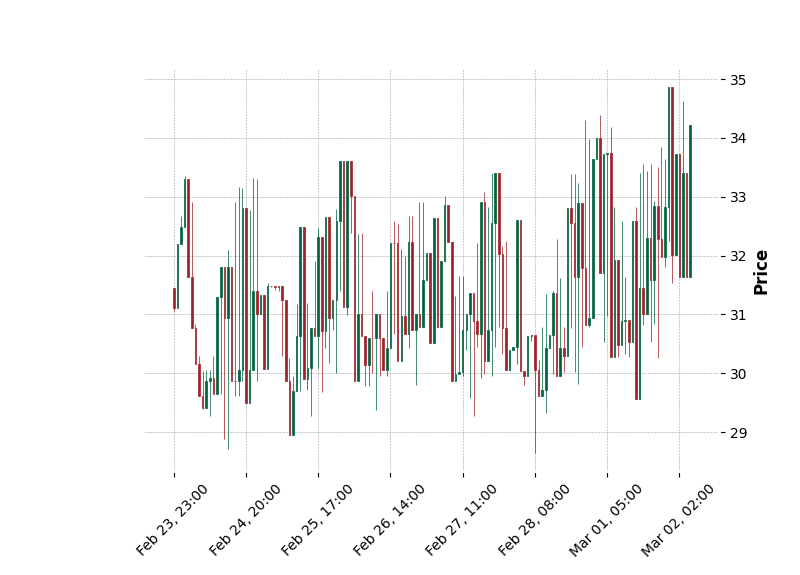 35
34
33
32
31
30
29
Price
Feb 23, 23:00
Feb 24, 20:00
Feb 25, 17:00
Feb 26, 14:00
Feb 27, 11:00
Feb 28, 08:00
Mar 01, 05:00
Mar 02, 02:00